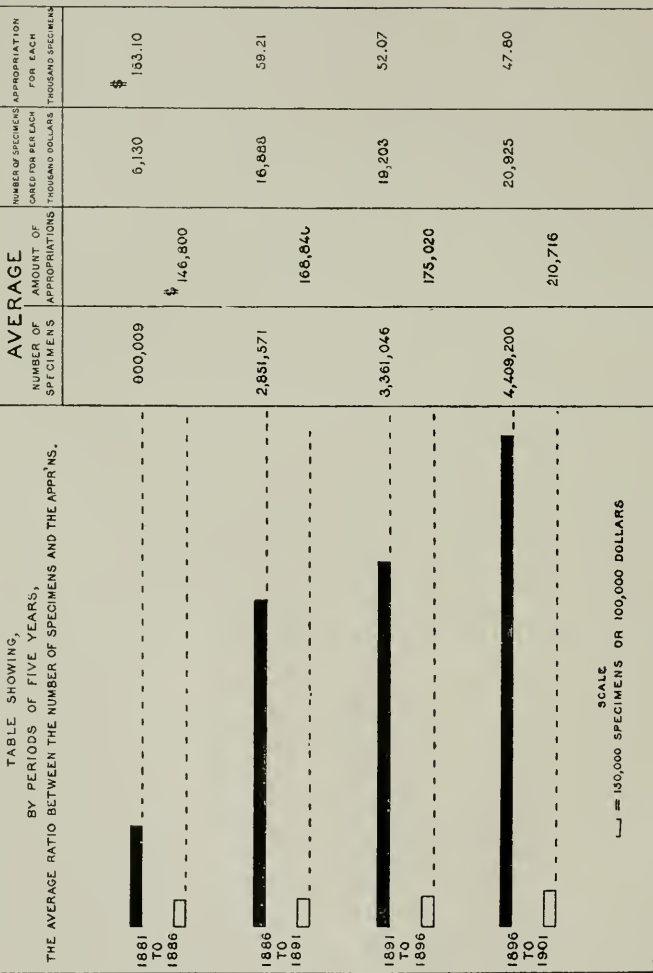 TABLE SHOWING,
BY PERIODS OF FIVE YEARS,
THE AVERAGE RATIO BETWEEN THE NUMBER OF SPECIMENS AND THE APPR'NS.
AVERAGE
NUMBER OF SPECIMENS
AMOUNT OF APPROPRIATIONS
NUMBER OF SPECIMENS CARED FOR PER EACH THOUSAND DOLLARS
APPROPRIATION FOR EACH THOUSAND SPECIMENS
1881 TO 1886
900,009
$ 146,800
6,130
$ 163.10
1886 TO 1891
2,851,571
168,840
16,888
59.21
1891 TO 1896
3,361,046
175,020
19,203
52.07
1896 TO 1901
4,409,200
210,716
20,925
47.80
SCALE
= 150,000 SPECIMENS OR 100,000 DOLLARS